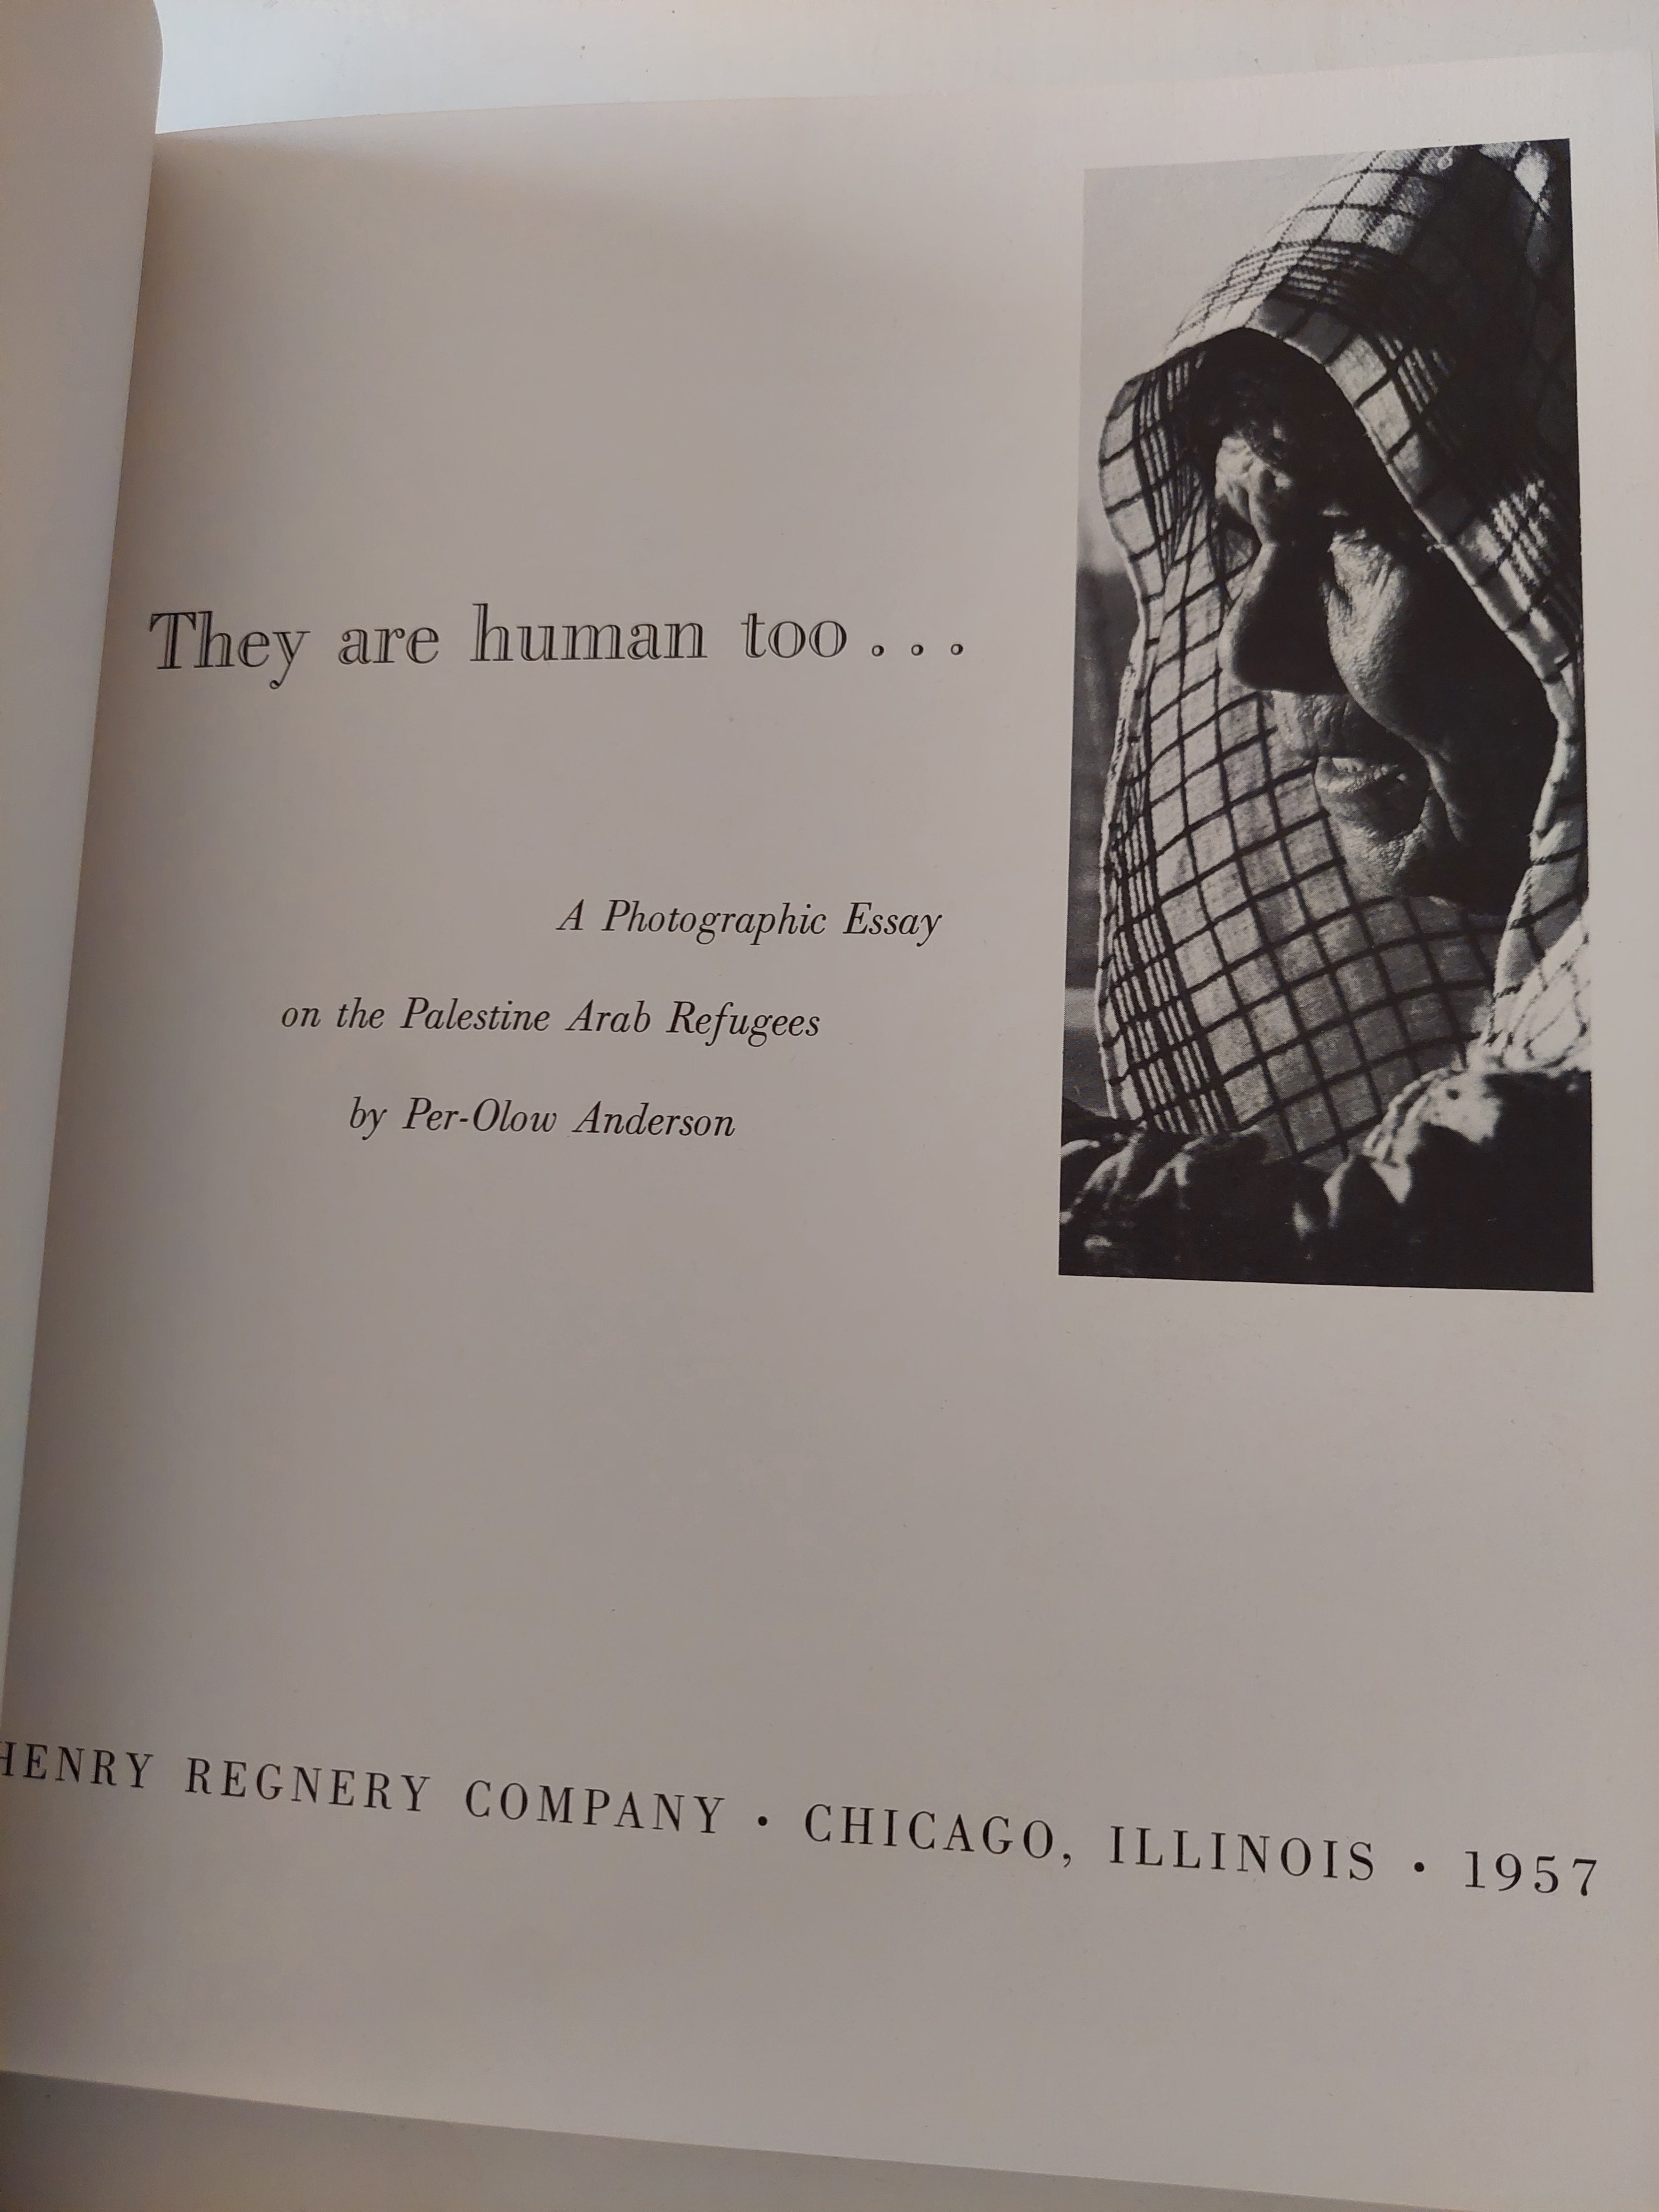 They are human too . . .
A Photographic Essay
on the Palestine Arab Refugees
by Per-Olow Anderson
HENRY REGNERY COMPANY • CHICAGO, ILLINOIS • 1957